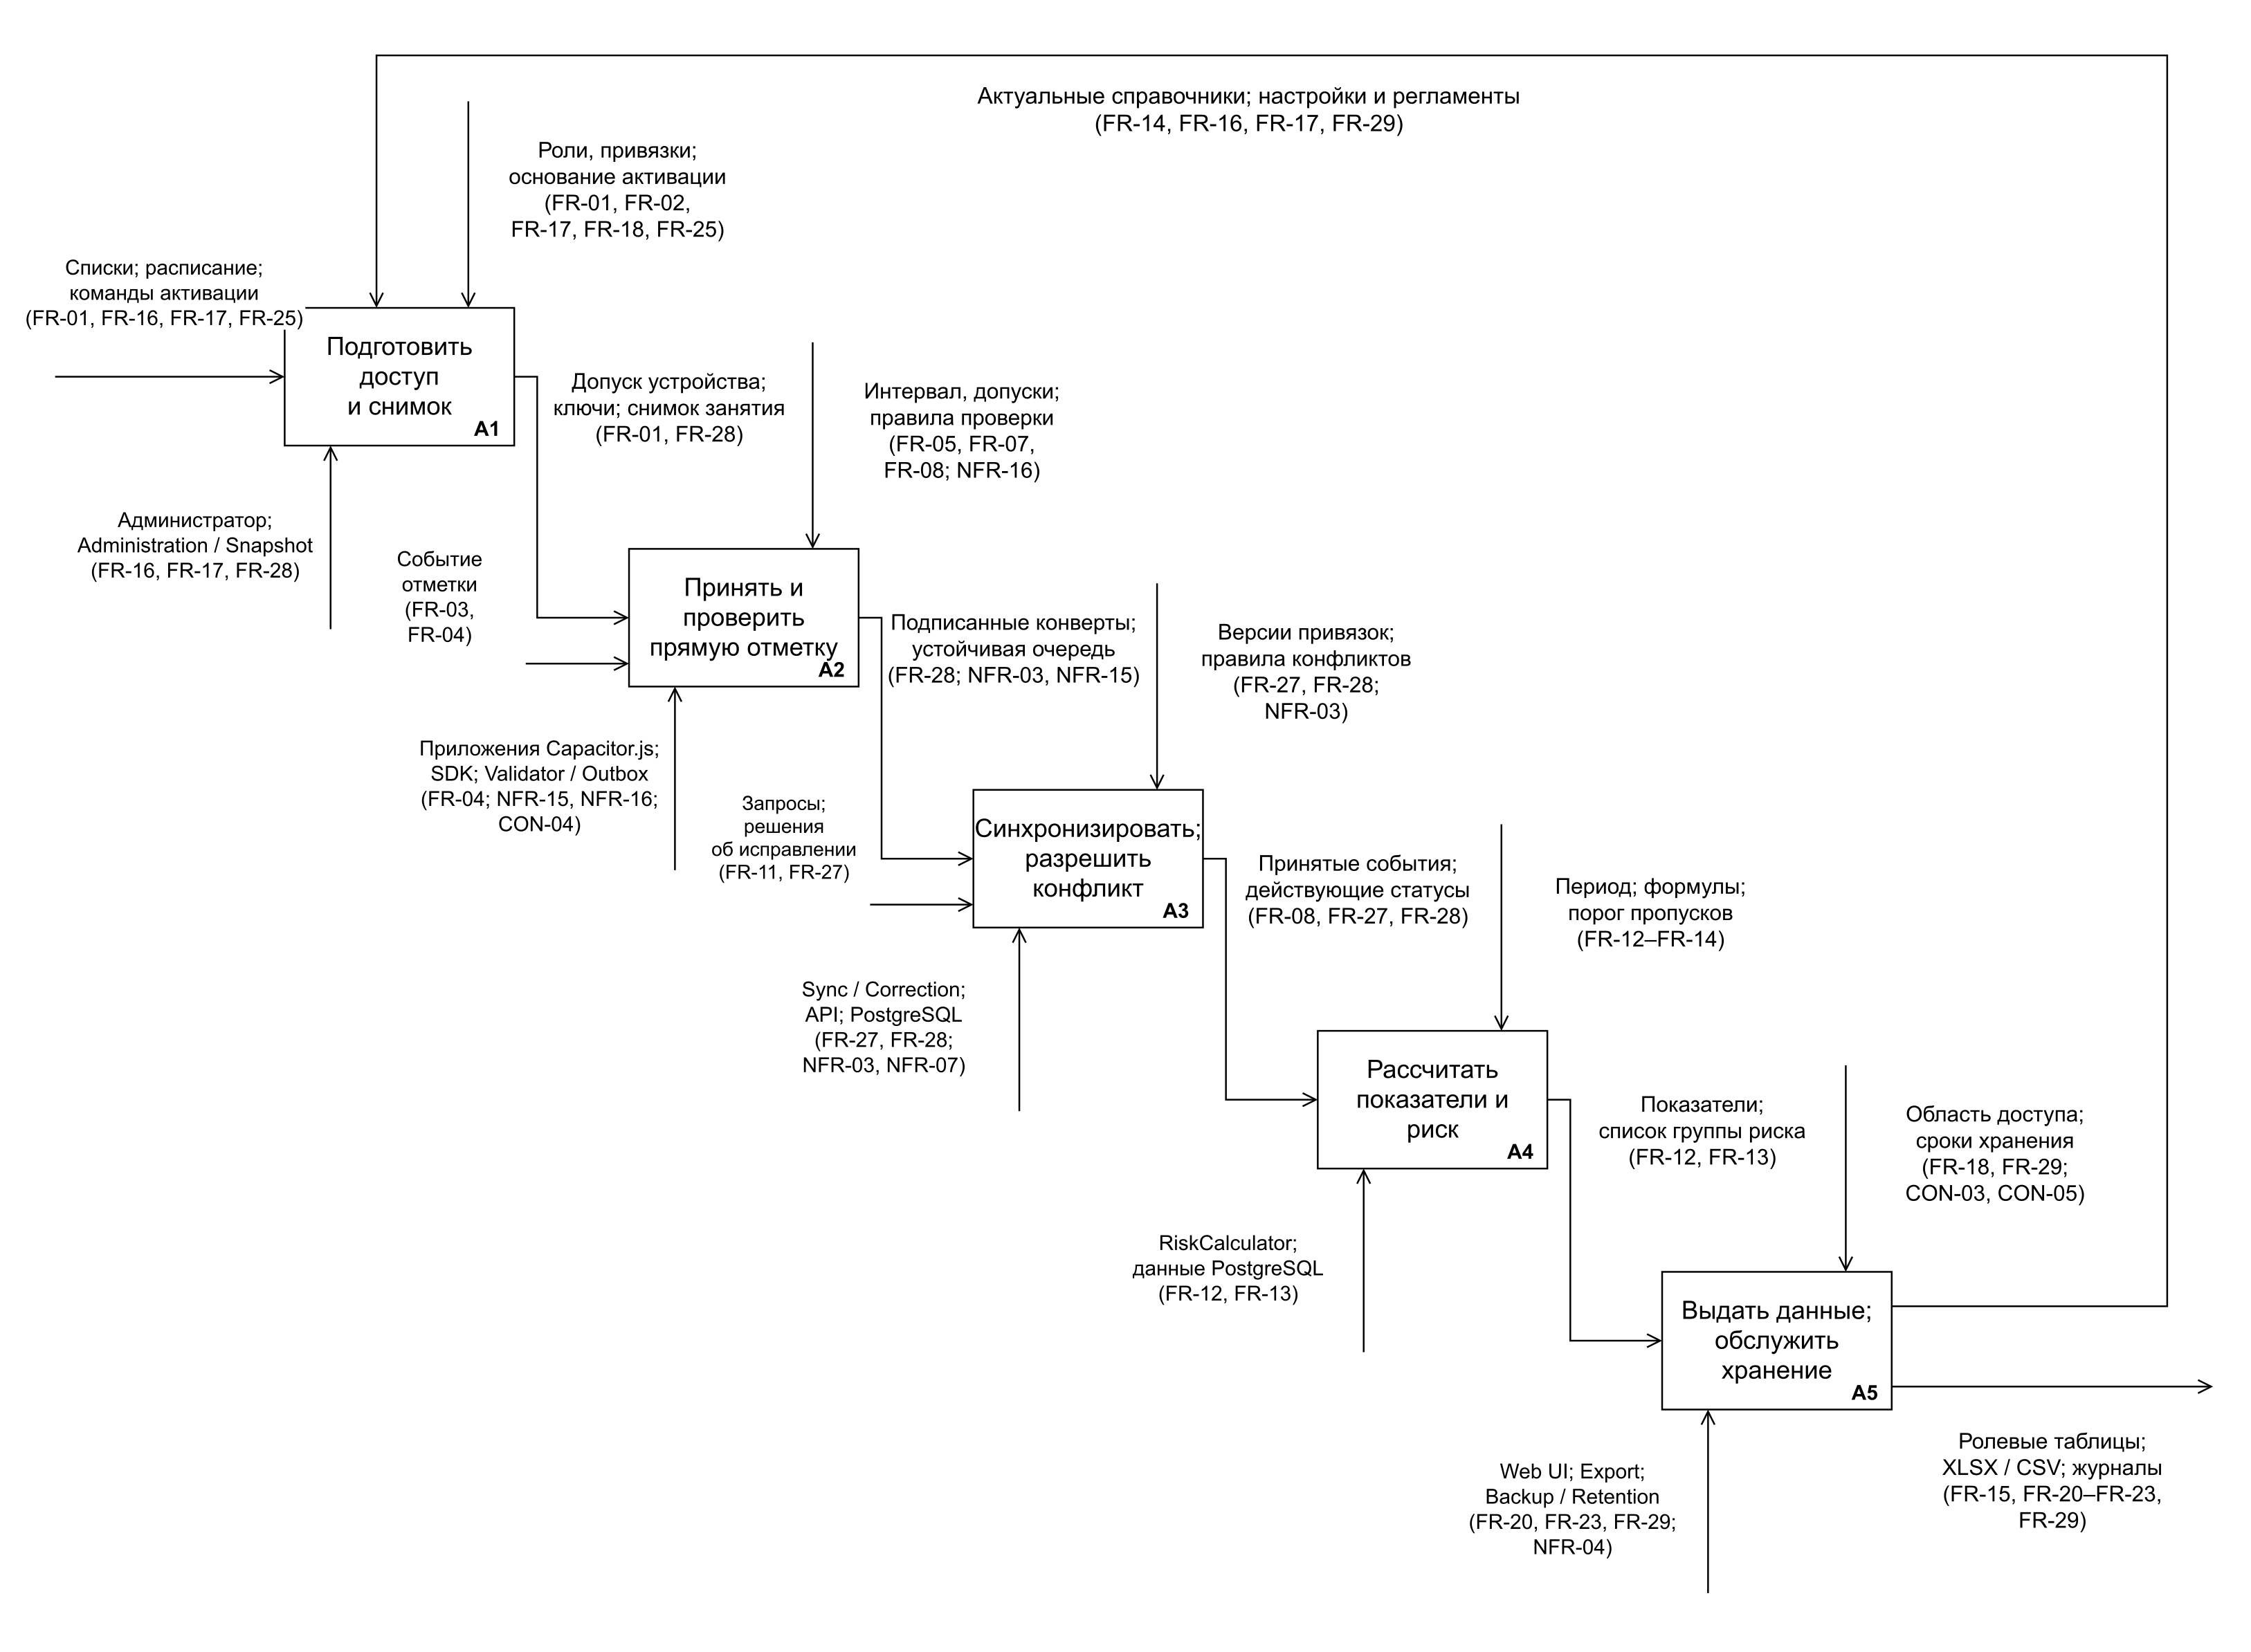 Актуальные справочники; настройки и регламенты
(FR-14, FR-16, FR-17, FR-29)
Роли, привязки;
основание активации
(FR-01, FR-02,
FR-17, FR-18, FR-25)
Списки; расписание;
команды активации
(FR-01, FR-16, FR-17, FR-25)
Подготовить
доступ
и снимок
A1
Допуск устройства;
ключи; снимок занятия
(FR-01, FR-28)
Интервал, допуски;
правила проверки
(FR-05, FR-07,
FR-08; NFR-16)
Администратор;
Administration / Snapshot
(FR-16, FR-17, FR-28)
Событие
отметки
(FR-03,
FR-04)
Принять и
проверить
прямую отметку
A2
Подписанные конверты;
устойчивая очередь
(FR-28; NFR-03, NFR-15)
Версии привязок;
правила конфликтов
(FR-27, FR-28;
NFR-03)
Приложения Capacitor.js;
SDK; Validator / Outbox
(FR-04; NFR-15, NFR-16;
CON-04)
Запросы;
решения
об исправлении
(FR-11, FR-27)
Синхронизировать;
разрешить
конфликт
A3
Принятые события;
действующие статусы
(FR-08, FR-27, FR-28)
Период; формулы;
порог пропусков
(FR-12–FR-14)
Sync / Correction;
API; PostgreSQL
(FR-27, FR-28;
NFR-03, NFR-07)
Рассчитать
показатели и
риск
A4
Показатели;
список группы риска
(FR-12, FR-13)
Область доступа;
сроки хранения
(FR-18, FR-29;
CON-03, CON-05)
RiskCalculator;
данные PostgreSQL
(FR-12, FR-13)
Выдать данные;
обслужить
хранение
A5
Web UI; Export;
Backup / Retention
(FR-20, FR-23, FR-29;
NFR-04)
Ролевые таблицы;
XLSX / CSV; журналы
(FR-15, FR-20–FR-23,
FR-29)